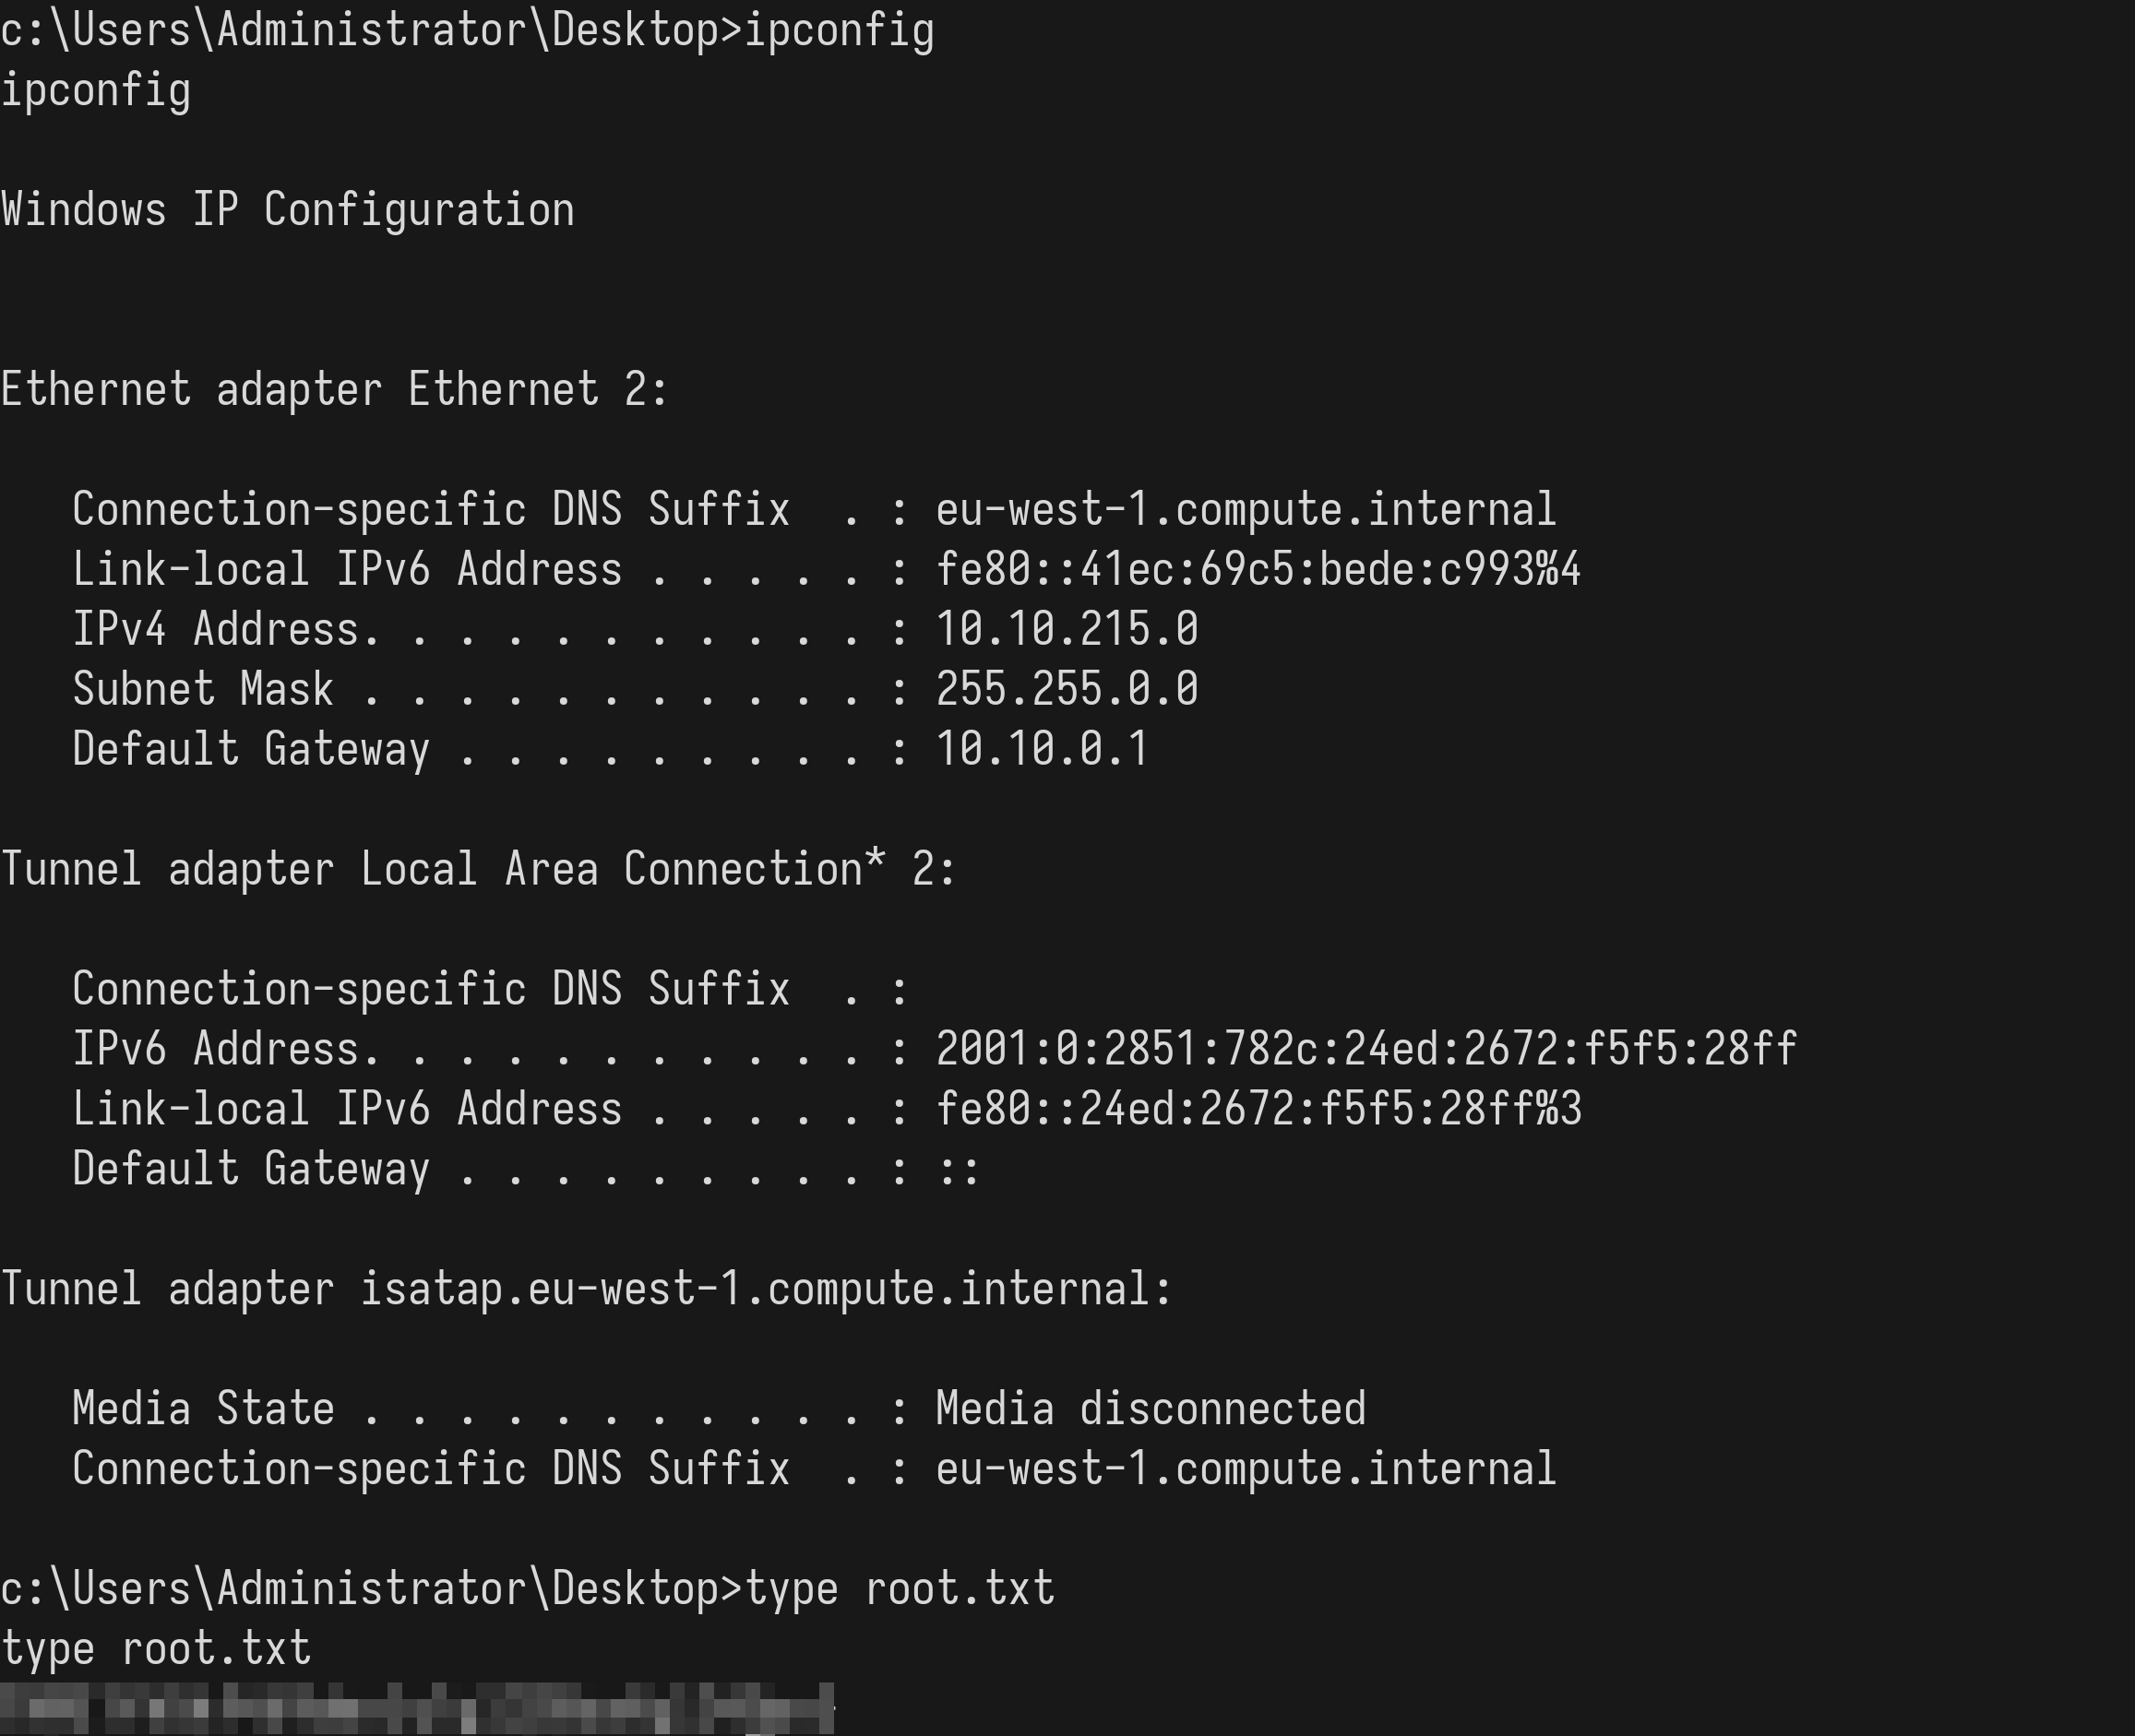 c:\Users\Administrator\Desktop>ipconfig
ipconfig
Windows IP Configuration
Ethernet adapter Ethernet 2:
   Connection-specific DNS Suffix  . : eu-west-1.compute.internal
   Link-local IPv6 Address . . . . . : fe80::41ec:69c5:bede:c993%4
   IPv4 Address. . . . . . . . . . . : 10.10.215.0
   Subnet Mask . . . . . . . . . . . : 255.255.0.0
   Default Gateway . . . . . . . . . : 10.10.0.1
Tunnel adapter Local Area Connection* 2:
   Connection-specific DNS Suffix  . :
   IPv6 Address. . . . . . . . . . . : 2001:0:2851:782c:24ed:2672:f5f5:28ff
   Link-local IPv6 Address . . . . . : fe80::24ed:2672:f5f5:28ff%3
   Default Gateway . . . . . . . . . : ::
Tunnel adapter isatap.eu-west-1.compute.internal:
   Media State . . . . . . . . . . . : Media disconnected
   Connection-specific DNS Suffix  . : eu-west-1.compute.internal
c:\Users\Administrator\Desktop>type root.txt
type root.txt